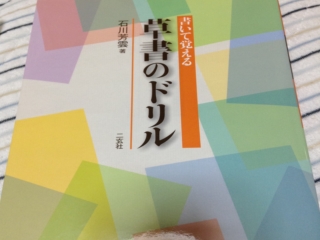 書いて覚える
草書のドリル
石川芳雲 著
二玄社